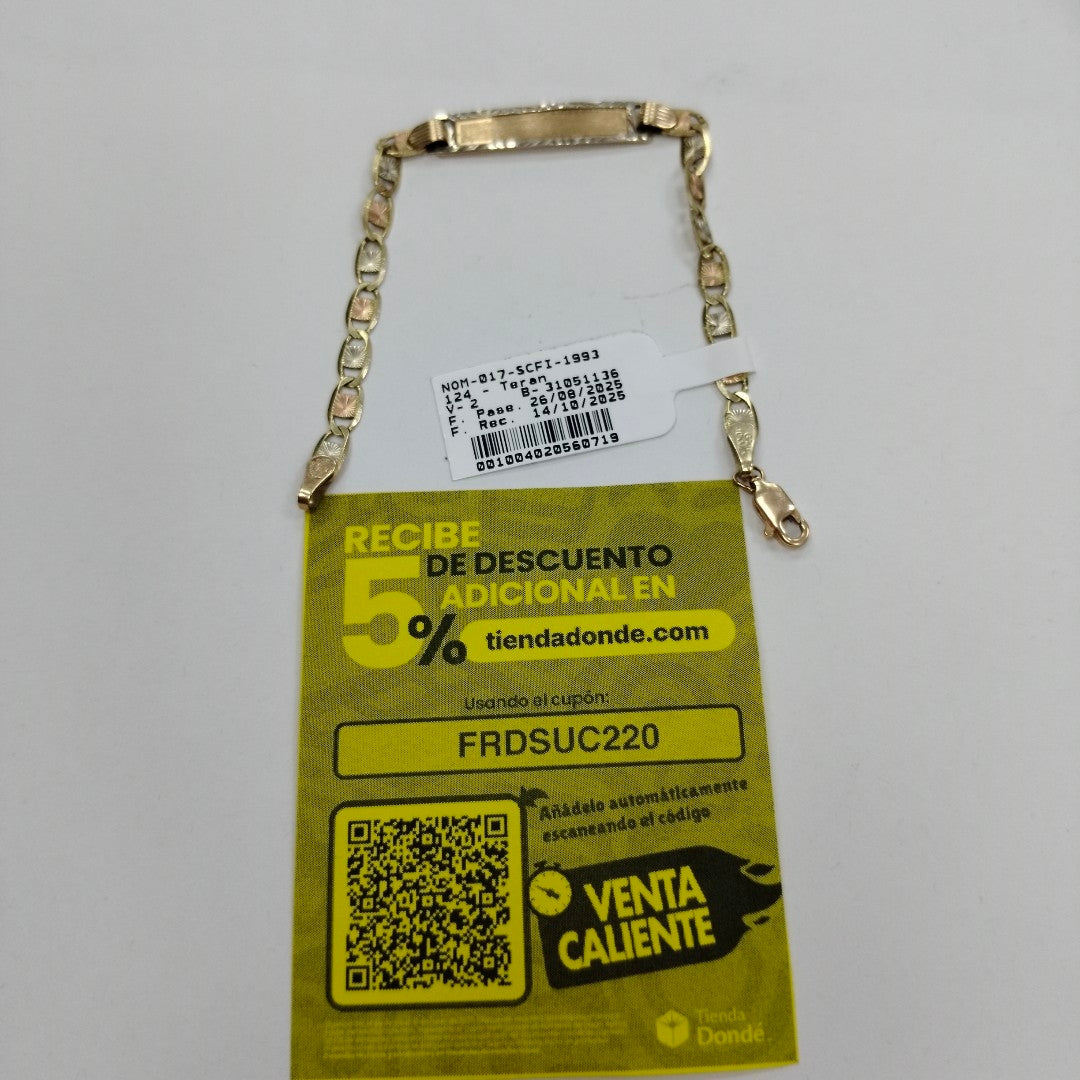 NOM-017-SCFI-1993
124 - Teran
V- 2 B- 31051136
F. Pase. 26/08/2025
F. Rec. 14/10/2025
001004020560719
RECIBE
5%
DE DESCUENTO
ADICIONAL EN
tiendadonde.com
Usando el cupón:
FRDSUC220
Añádelo automáticamente
escaneando el código
VENTA
CALIENTE
Tienda
Dondé